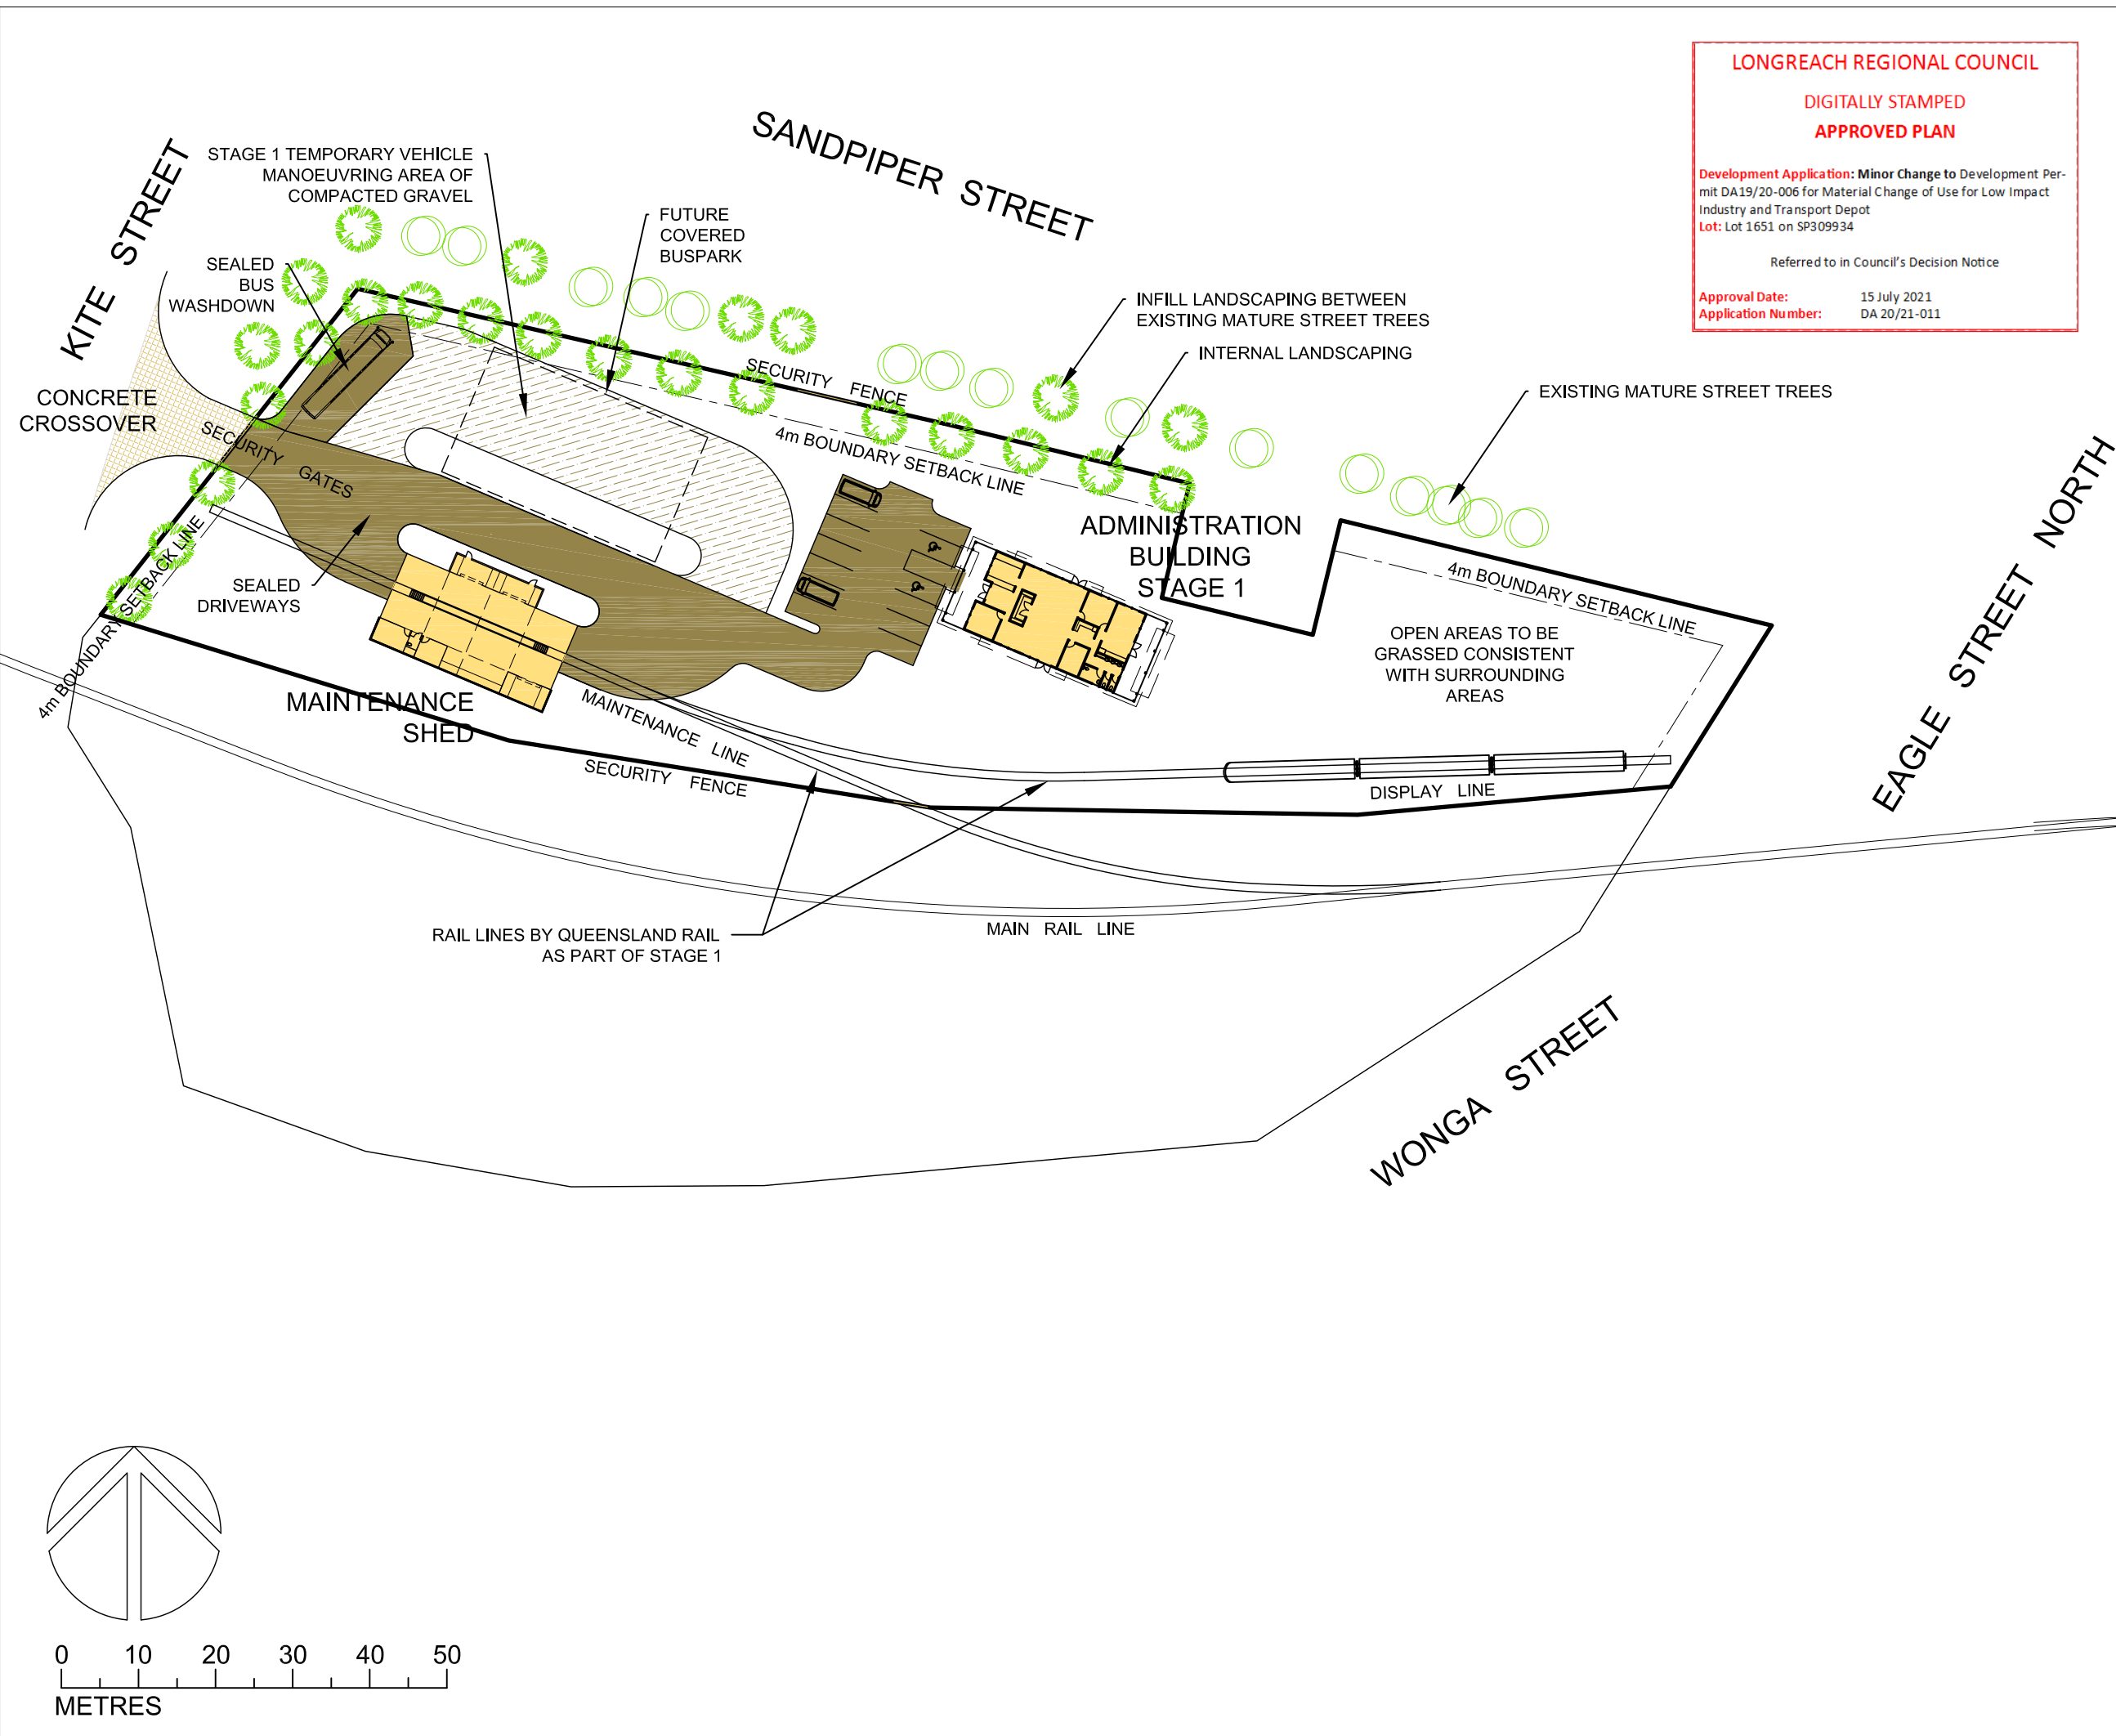 LONGREACH REGIONAL COUNCIL
DIGITALLY STAMPED
APPROVED PLAN
Development Application: Minor Change to Development Per-
mit DA19/20-006 for Material Change of Use for Low Impact
Industry and Transport Depot
Lot: Lot 1651 on SP309934
Referred to in Council's Decision Notice
Approval Date: 15 July 2021
Application Number: DA 20/21-011
SANDPIPER STREET
KITE STREET
STAGE 1 TEMPORARY VEHICLE
MANOEUVRING AREA OF
COMPACTED GRAVEL
FUTURE
COVERED
BUSPARK
SEALED
BUS
WASHDOWN
INFILL LANDSCAPING BETWEEN
EXISTING MATURE STREET TREES
INTERNAL LANDSCAPING
EXISTING MATURE STREET TREES
CONCRETE
CROSSOVER
SECURITY GATES
SECURITY FENCE
4m BOUNDARY SETBACK LINE
ADMINISTRATION
BUILDING
STAGE 1
4m BOUNDARY SETBACK LINE
EAGLE STREET NORTH
SEALED
DRIVEWAYS
4m BOUNDARY SETBACK LINE
OPEN AREAS TO BE
GRASSED CONSISTENT
WITH SURROUNDING
AREAS
MAINTENANCE
SHED
MAINTENANCE LINE
SECURITY FENCE
DISPLAY LINE
RAIL LINES BY QUEENSLAND RAIL
AS PART OF STAGE 1
MAIN RAIL LINE
WONGA STREET
0 10 20 30 40 50
METRES